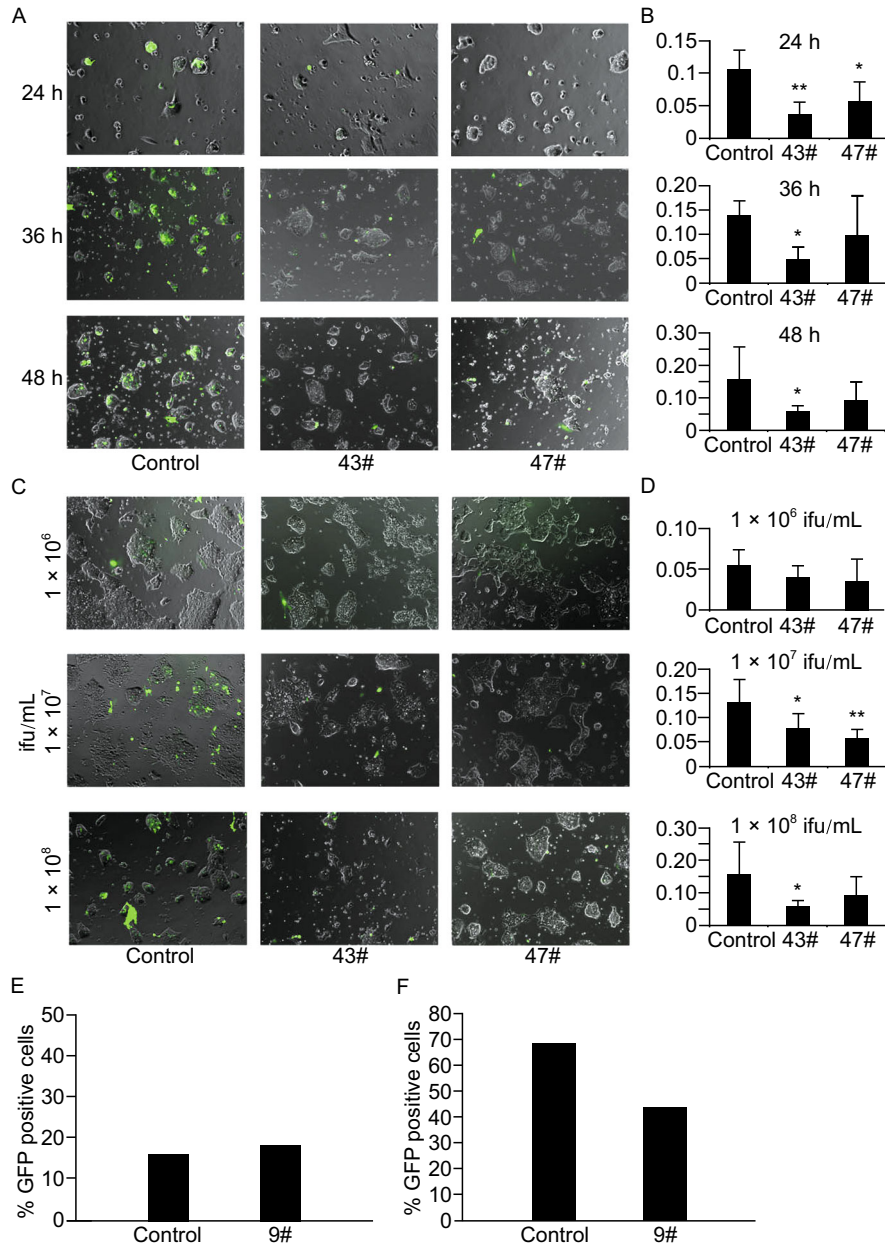 A
24 h
36 h
48 h
Control 43# 47#
B
24 h
0.15
0.1
0.05
0
**
*
Control 43# 47#
36 h
0.20
0.15
0.10
0.05
0
*
Control 43# 47#
48 h
0.30
0.20
0.10
0
*
Control 43# 47#
C
1 × 10⁶
ifu/mL
1 × 10⁷
1 × 10⁸
Control 43# 47#
D
1 × 10⁶ ifu/mL
0.10
0.05
0
Control 43# 47#
1 × 10⁷ ifu/mL
0.20
0.15
0.10
0.05
0
*
**
Control 43# 47#
1 × 10⁸ ifu/mL
0.30
0.20
0.10
0
*
Control 43# 47#
E
% GFP positive cells
50
40
30
20
10
0
Control 9#
F
% GFP positive cells
80
70
60
50
40
30
20
10
0
Control 9#